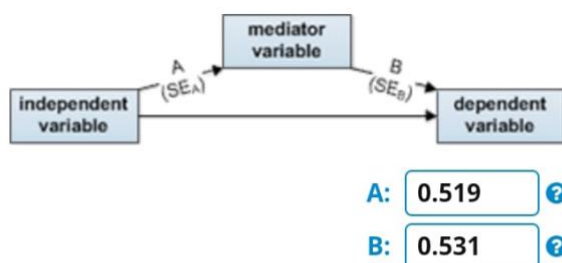 mediator
variable
A
(SEA)
B
(SEB)
independent
variable
dependent
variable
A: 0.519 ?
B: 0.531 ?